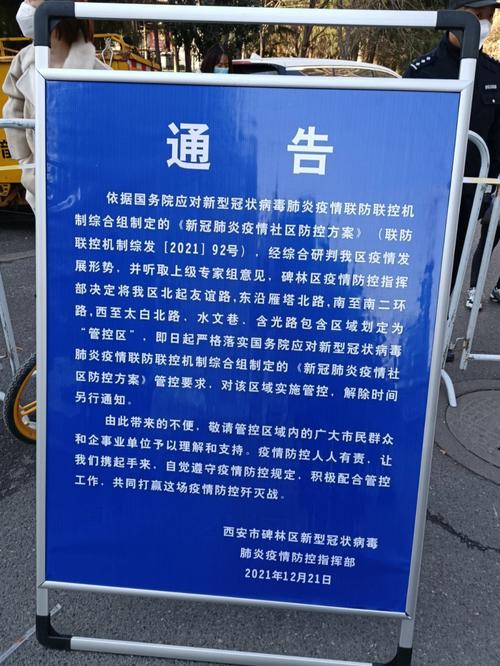 通告
依据国务院应对新型冠状病毒肺炎疫情联防联控机
制综合组制定的《新冠肺炎疫情社区防控方案》（联防
联控机制综发［2021］92号），经综合研判我区疫情发
展形势，并听取上级专家组意见，碑林区疫情防控指挥
部决定将我区北起友谊路,东沿雁塔北路,南至南二环
路,西至太白北路、水文巷、含光路包含区域划定为
“管控区”，即日起严格落实国务院应对新型冠状病毒
肺炎疫情联防联控机制综合组制定的《新冠肺炎疫情社
区防控方案》管控要求，对该区域实施管控，解除时间
另行通知。
由此带来的不便，敬请管控区域内的广大市民群众
和企事业单位予以理解和支持。疫情防控人人有责，让
我们携起手来，自觉遵守疫情防控规定，积极配合管控
工作，共同打赢这场疫情防控歼灭战。
西安市碑林区新型冠状病毒
肺炎疫情防控指挥部
2021年12月21日